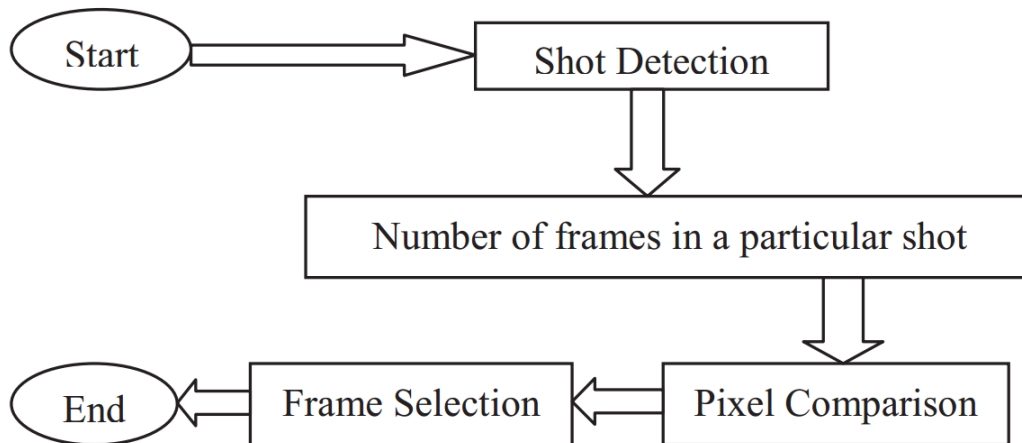 Start
Shot Detection
Number of frames in a particular shot
Pixel Comparison
Frame Selection
End